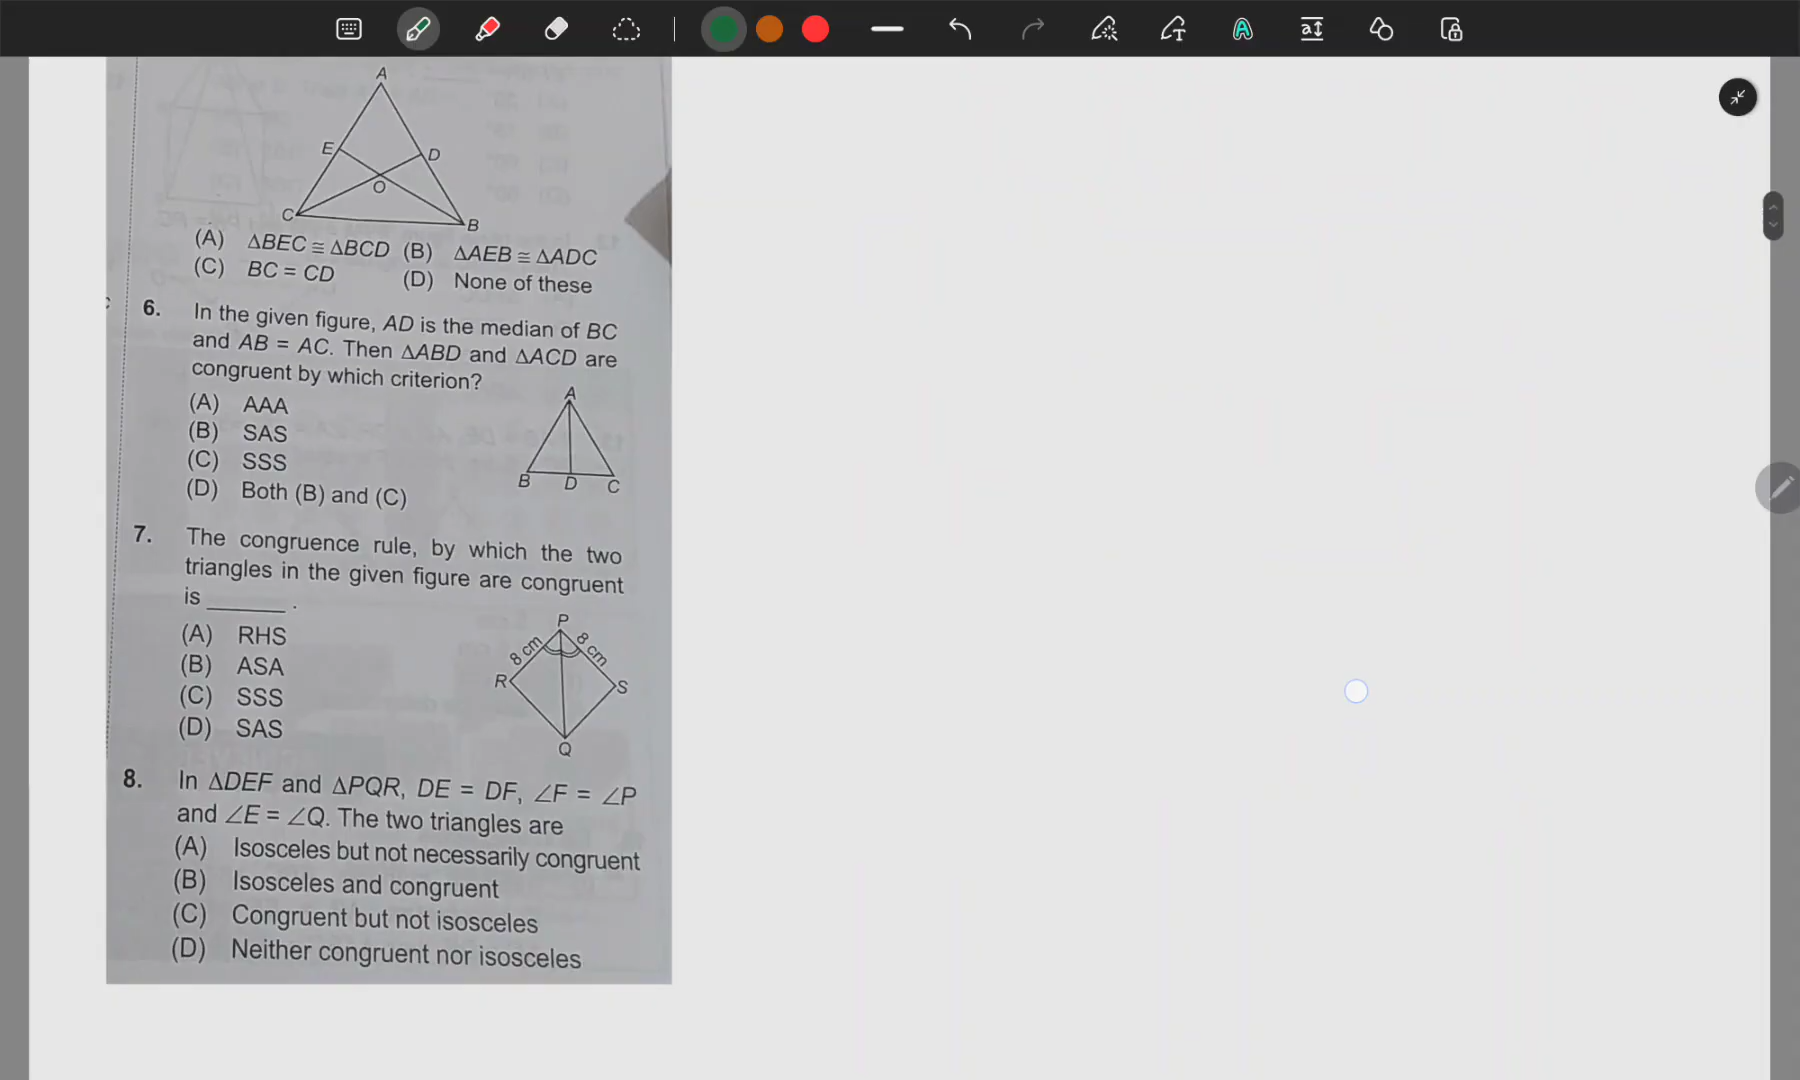 A
E
D
O
C
B
(A) ΔBEC ≅ ΔBCD (B) ΔAEB ≅ ΔADC
(C) BC = CD (D) None of these
6. In the given figure, AD is the median of BC
and AB = AC. Then ΔABD and ΔACD are
congruent by which criterion?
(A) AAA
(B) SAS
(C) SSS
(D) Both (B) and (C)
A
B D C
7. The congruence rule, by which the two
triangles in the given figure are congruent
is ______ .
(A) RHS
(B) ASA
(C) SSS
(D) SAS
P
8 cm 8 cm
R S
Q
8. In ΔDEF and ΔPQR, DE = DF, ∠F = ∠P
and ∠E = ∠Q. The two triangles are
(A) Isosceles but not necessarily congruent
(B) Isosceles and congruent
(C) Congruent but not isosceles
(D) Neither congruent nor isosceles